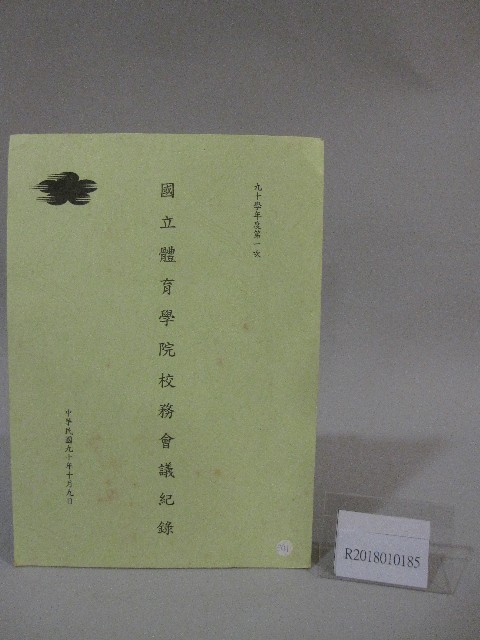 九十學年度第一次
國立體育學院校務會議紀錄
中華民國九十年十月九日
R2018010185